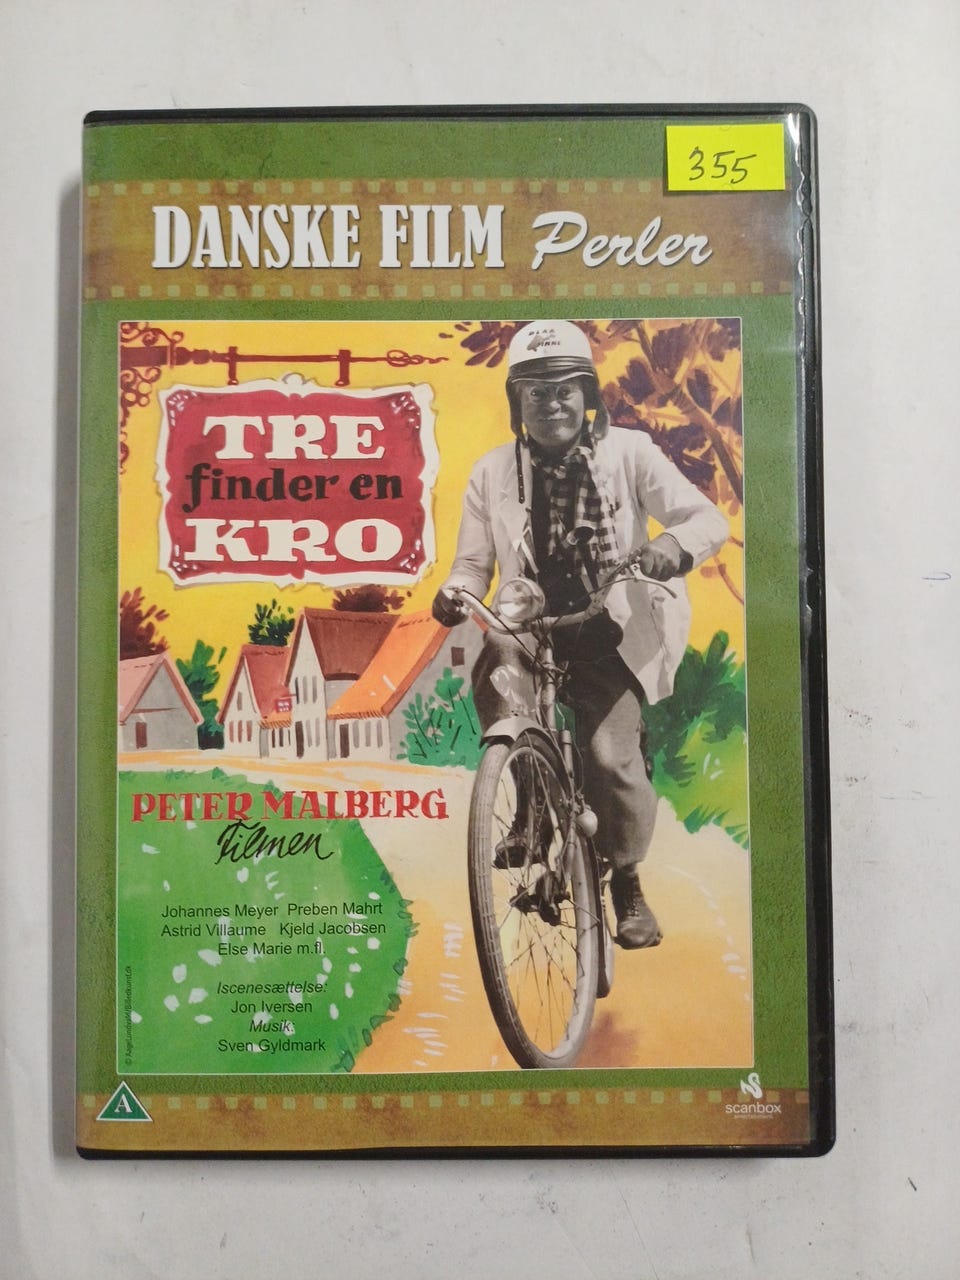 355
DANSKE FILM Perler
TRE
finder en
KRO
PETER MALBERG
Filmen
Johannes Meyer Preben Mahrt
Astrid Villaume Kjeld Jacobsen
Else Marie m.fl.
Iscenesættelse:
Jon Iversen
Musik:
Sven Gyldmark
A
scanbox
entertainment